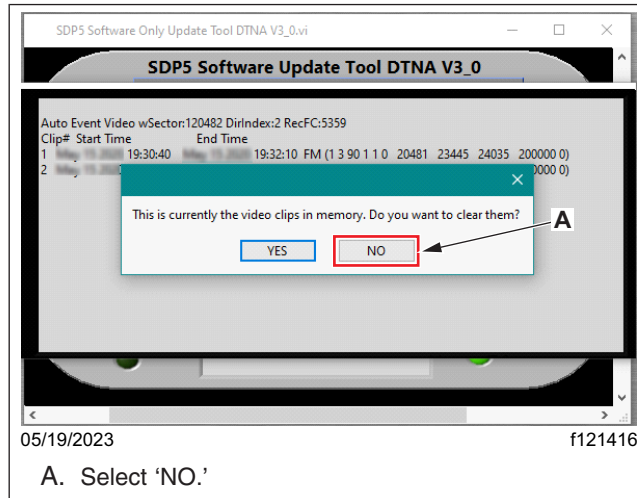 SDP5 Software Only Update Tool DTNA V3_0.vi
SDP5 Software Update Tool DTNA V3_0
Auto Event Video wSector:120482 DirIndex:2 RecFC:5359
Clip# Start Time End Time
1 19:30:40 19:32:10 FM (1 3 90 1 1 0 20481 23445 24035 200000 0)
2 0000 0)
This is currently the video clips in memory. Do you want to clear them?
A
YES NO
05/19/2023 f121416
A. Select ‘NO.’